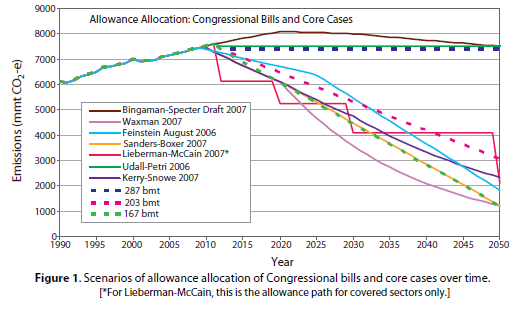 Allowance Allocation: Congressional Bills and Core Cases
Emissions (mmt CO₂-e)
9000
8000
7000
6000
5000
4000
3000
2000
1000
0
Bingaman-Specter Draft 2007
Waxman 2007
Feinstein August 2006
Sanders-Boxer 2007
Lieberman-McCain 2007*
Udall-Petri 2006
Kerry-Snowe 2007
287 bmt
203 bmt
167 bmt
1990 1995 2000 2005 2010 2015 2020 2025 2030 2035 2040 2045 2050
Year
Figure 1. Scenarios of allowance allocation of Congressional bills and core cases over time.
[*For Lieberman-McCain, this is the allowance path for covered sectors only.]